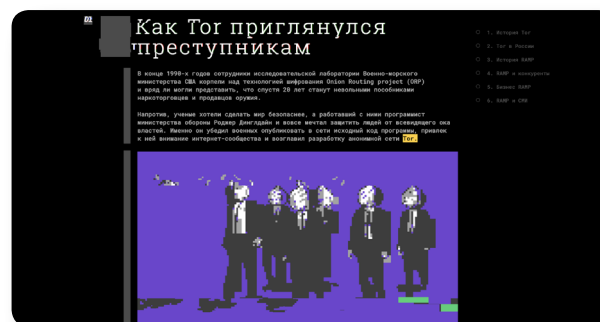 Как Tor приглянулся
преступникам
В конце 1990-х годов сотрудники исследовательской лаборатории Военно-морского
министерства США корпели над технологией шифрования Onion Routing project (ORP)
и вряд ли могли представить, что спустя 20 лет станут невольными пособниками
наркоторговцев и продавцов оружия.
Напротив, ученые хотели сделать мир безопаснее, а работавший с ними программист
министерства обороны Роджер Динглдайн и вовсе мечтал защитить людей от всевидящего ока
властей. Именно он убедил военных опубликовать в сети исходный код программы, привлек
к ней внимание интернет-сообщества и возглавил разработку анонимной сети Tor.
1. История Tor
2. Tor в России
3. История RAMP
4. RAMP и конкуренты
5. Бизнес RAMP
6. RAMP и СМИ